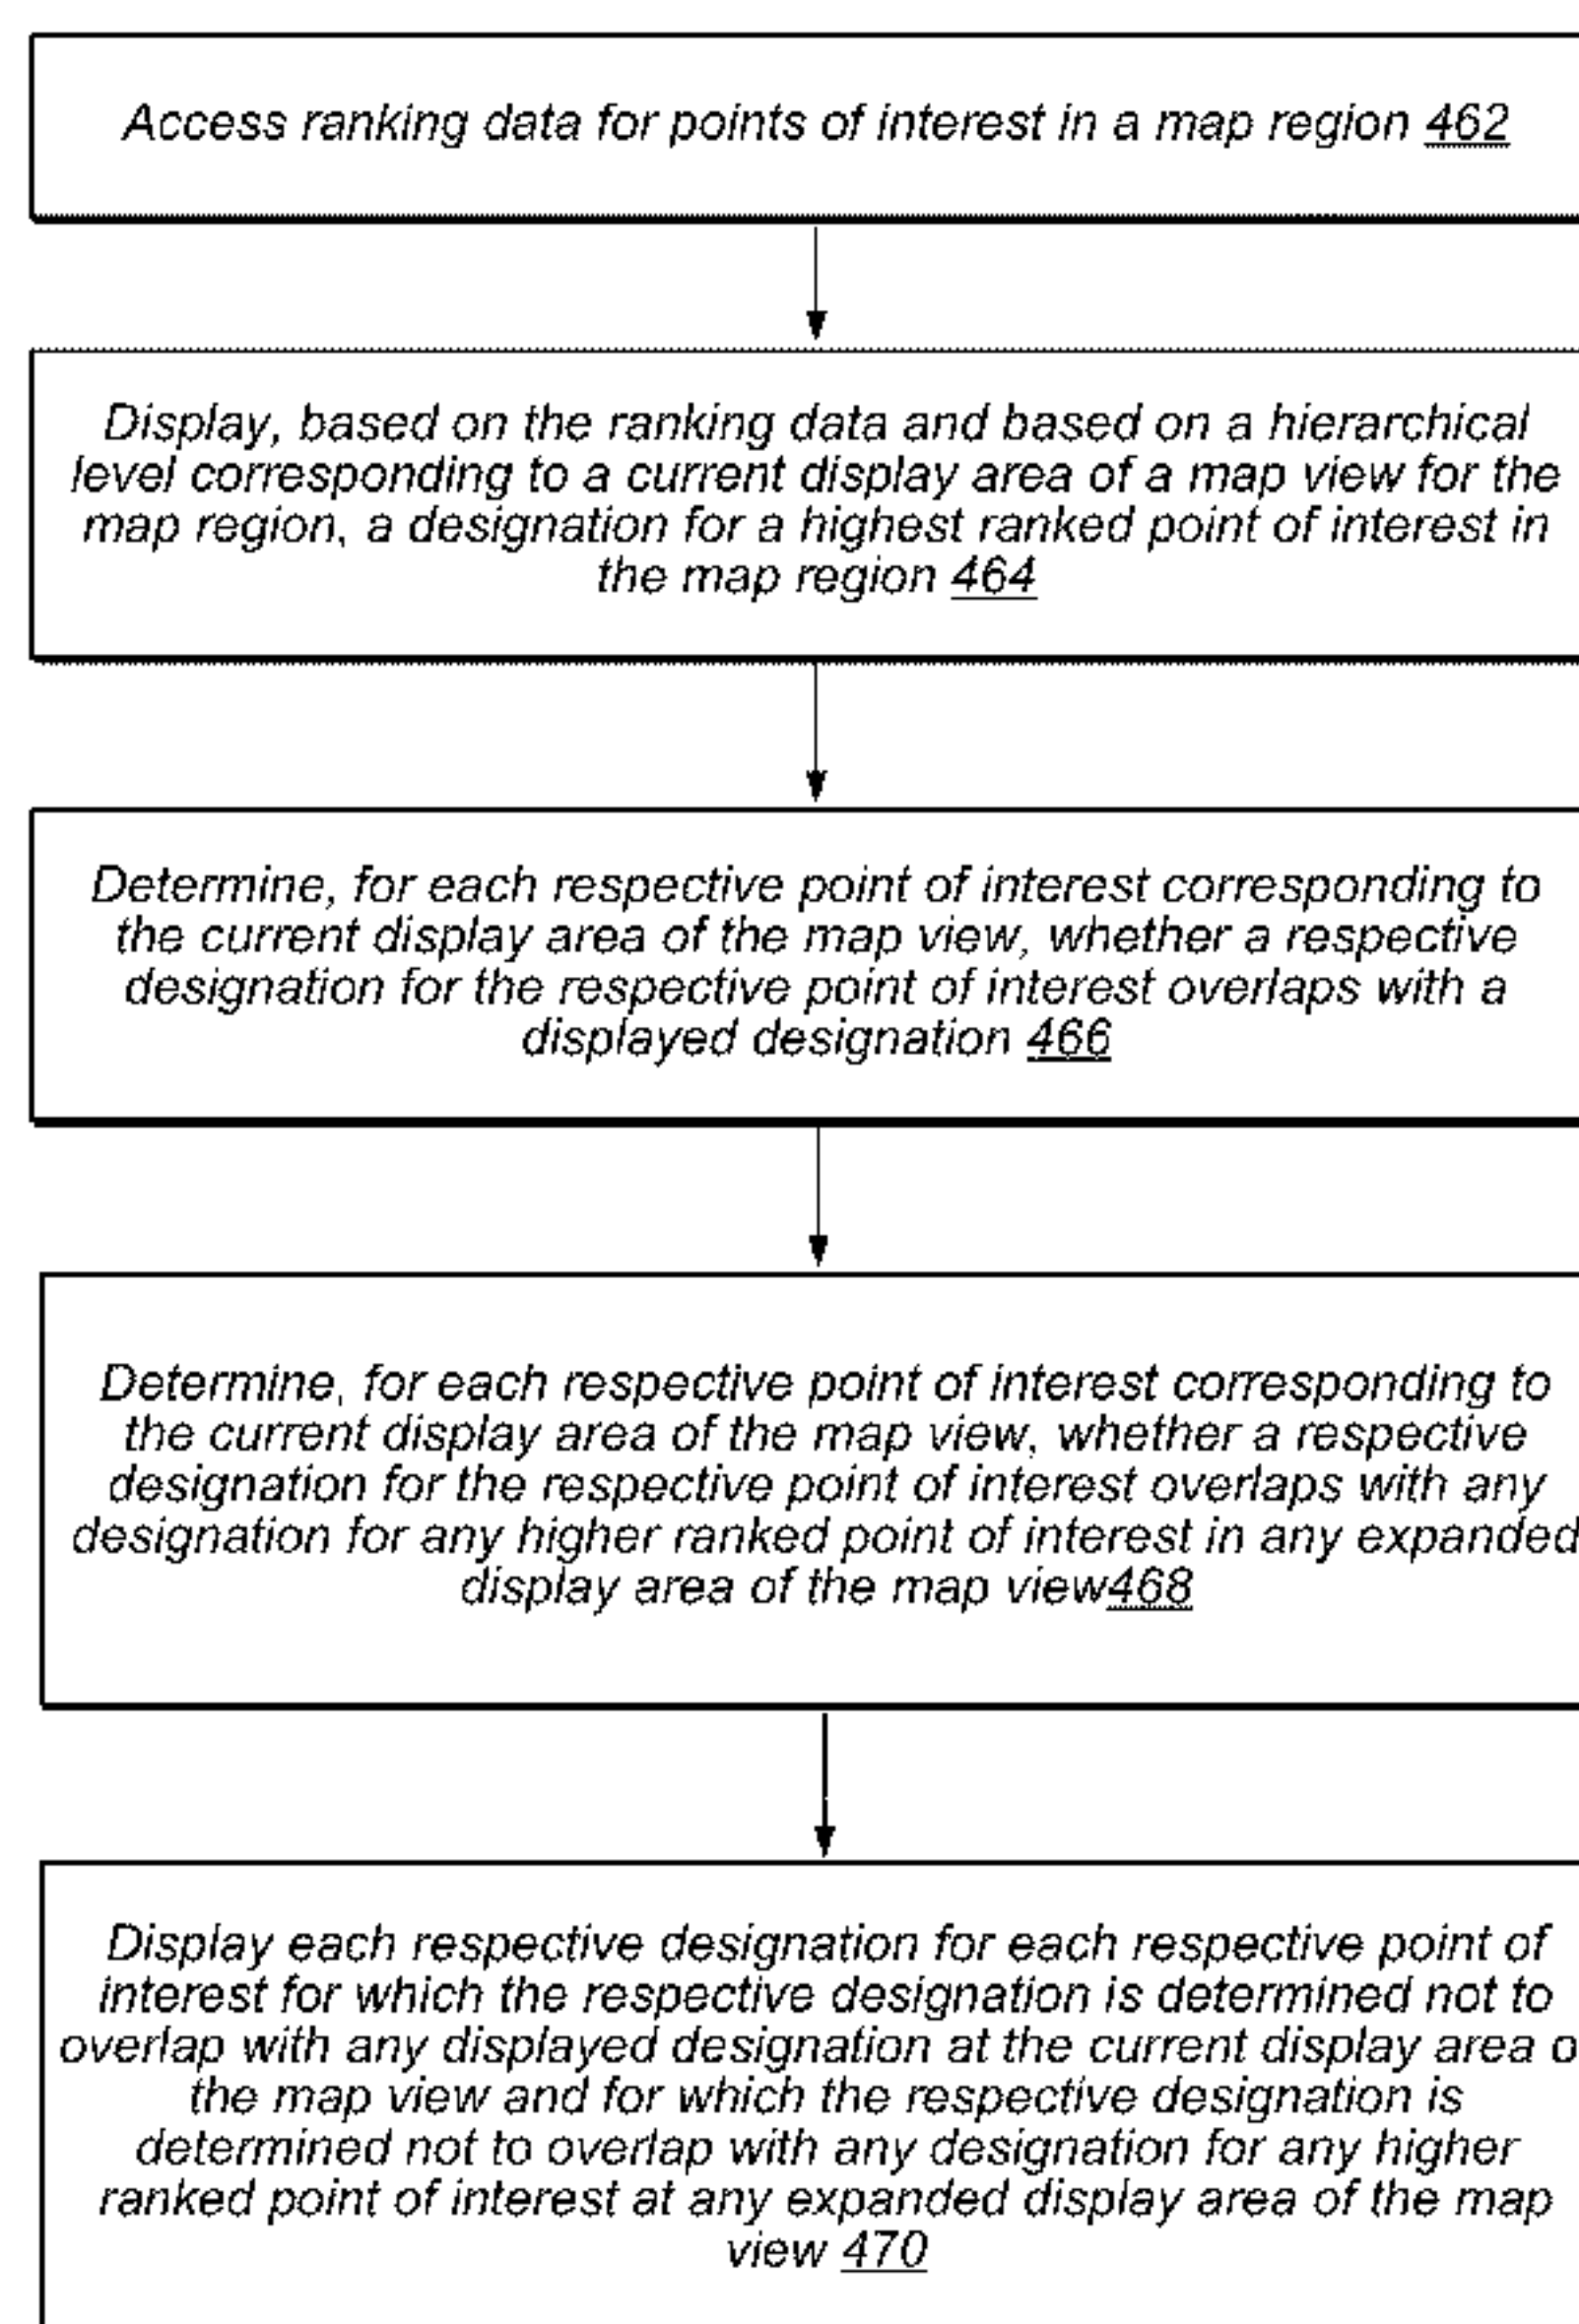 Access ranking data for points of interest in a map region 462
Display, based on the ranking data and based on a hierarchical
level corresponding to a current display area of a map view for the
map region, a designation for a highest ranked point of interest in
the map region 464
Determine, for each respective point of interest corresponding to
the current display area of the map view, whether a respective
designation for the respective point of interest overlaps with a
displayed designation 466
Determine, for each respective point of interest corresponding to
the current display area of the map view, whether a respective
designation for the respective point of interest overlaps with any
designation for any higher ranked point of interest in any expanded
display area of the map view468
Display each respective designation for each respective point of
interest for which the respective designation is determined not to
overlap with any displayed designation at the current display area o
the map view and for which the respective designation is
determined not to overlap with any designation for any higher
ranked point of interest at any expanded display area of the map
view 470